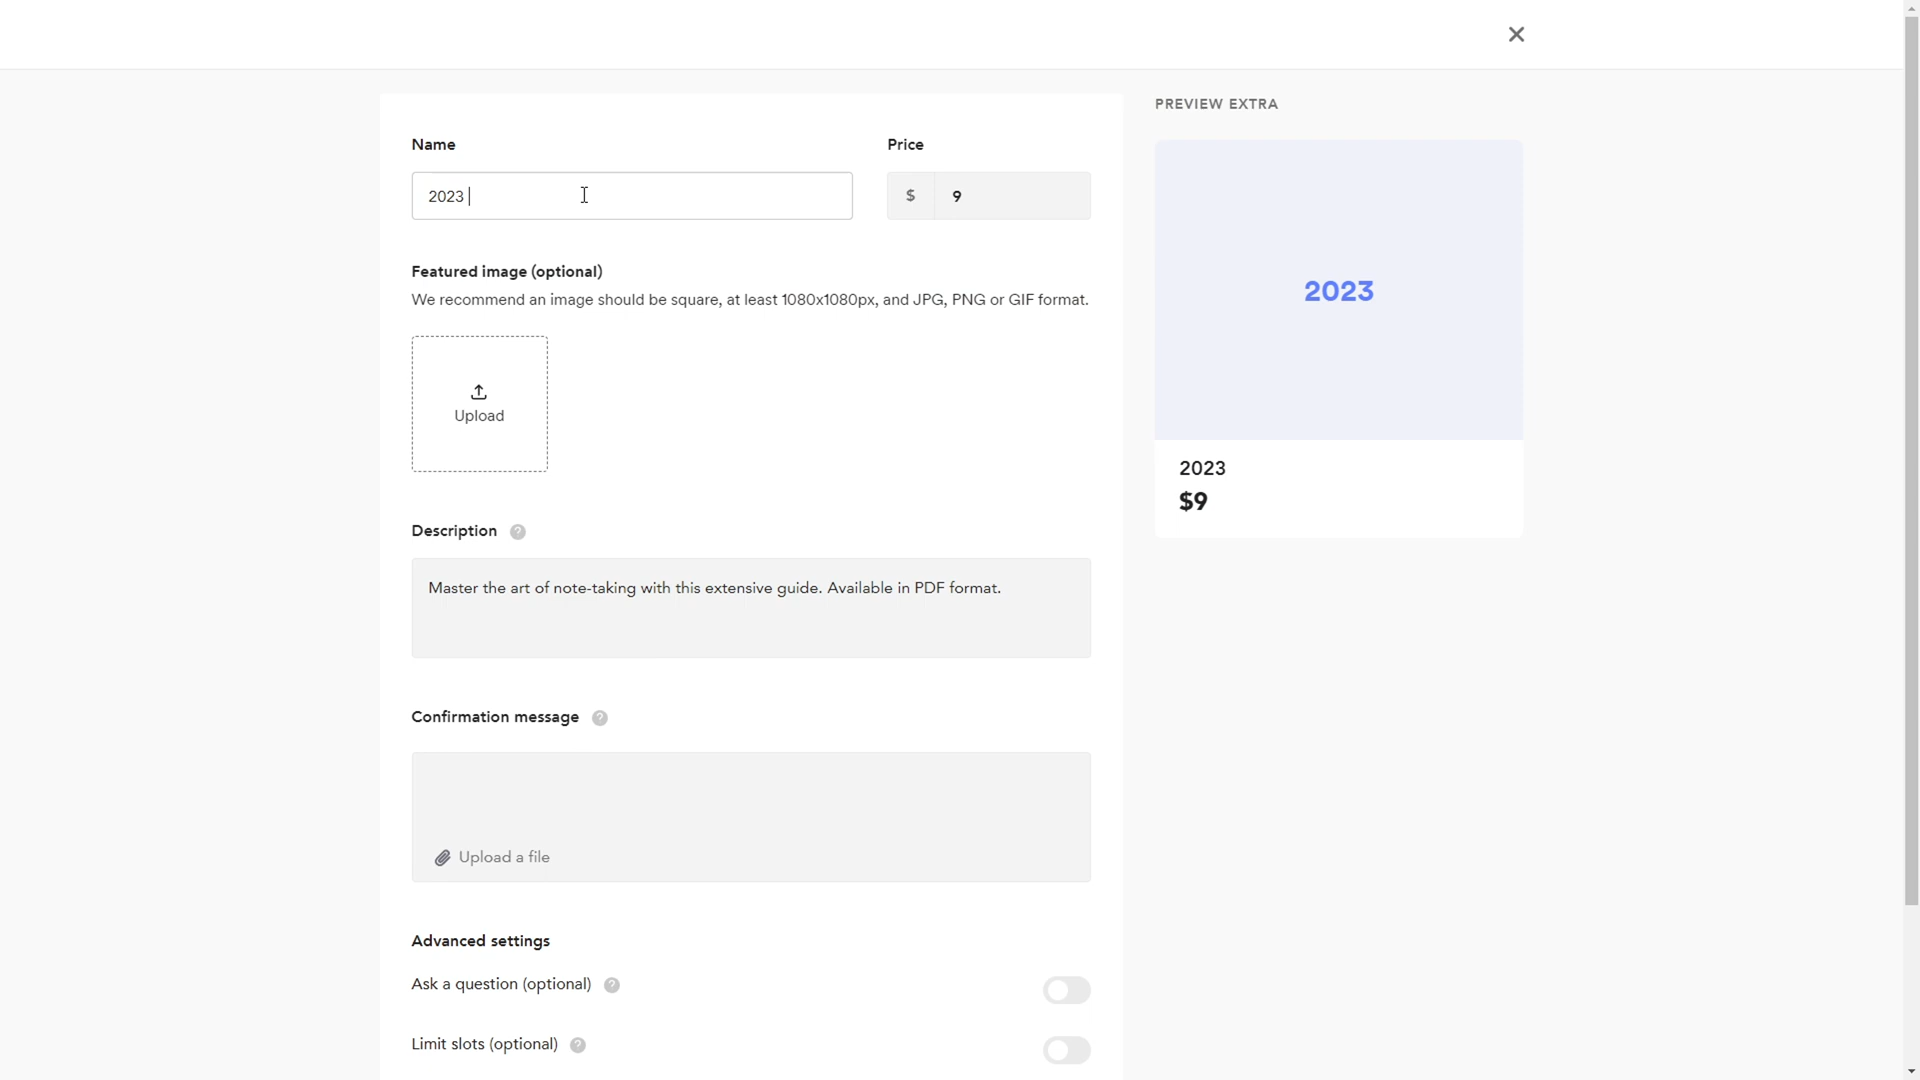 PREVIEW EXTRA
Name
Price
2023
$
9
2023
Featured image (optional)
We recommend an image should be square, at least 1080x1080px, and JPG, PNG or GIF format.
Upload
2023
$9
Description ?
Master the art of note-taking with this extensive guide. Available in PDF format.
Confirmation message ?
Upload a file
Advanced settings
Ask a question (optional) ?
Limit slots (optional) ?